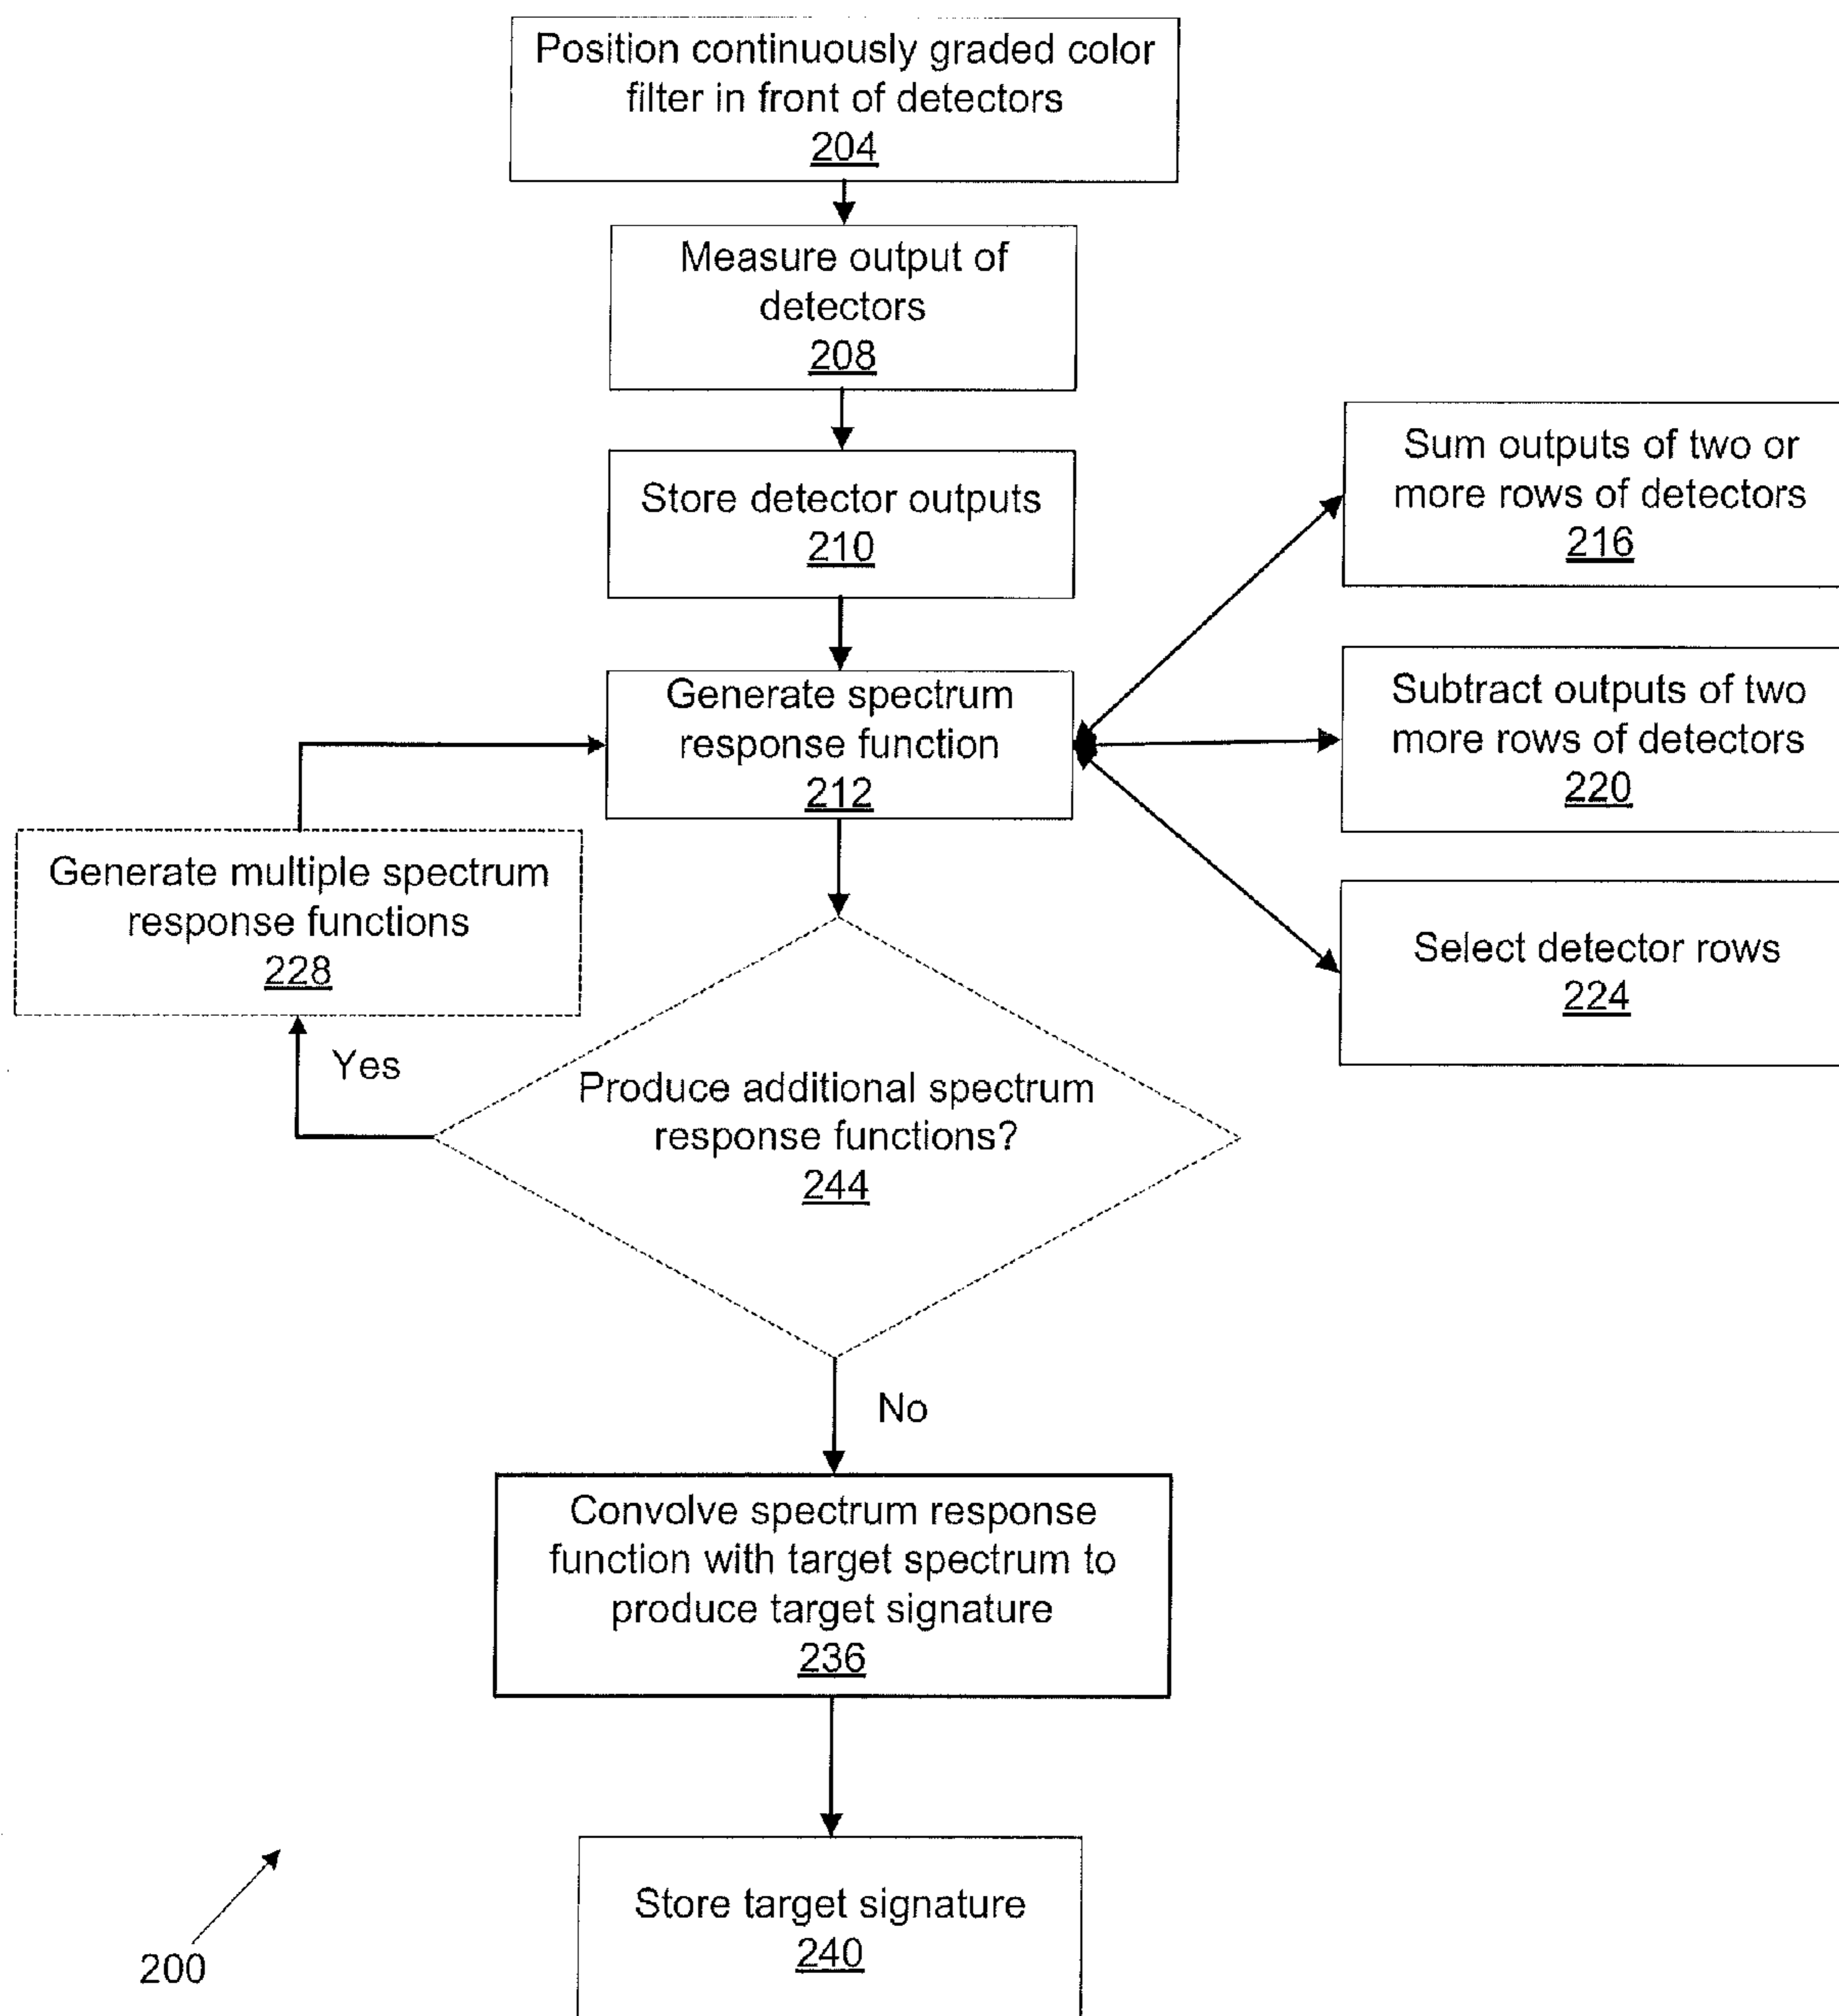 Position continuously graded color
filter in front of detectors
204
Measure output of
detectors
208
Store detector outputs
210
Generate spectrum
response function
212
Sum outputs of two or
more rows of detectors
216
Subtract outputs of two
more rows of detectors
220
Select detector rows
224
Generate multiple spectrum
response functions
228
Yes
Produce additional spectrum
response functions?
244
No
Convolve spectrum response
function with target spectrum to
produce target signature
236
Store target signature
240
200